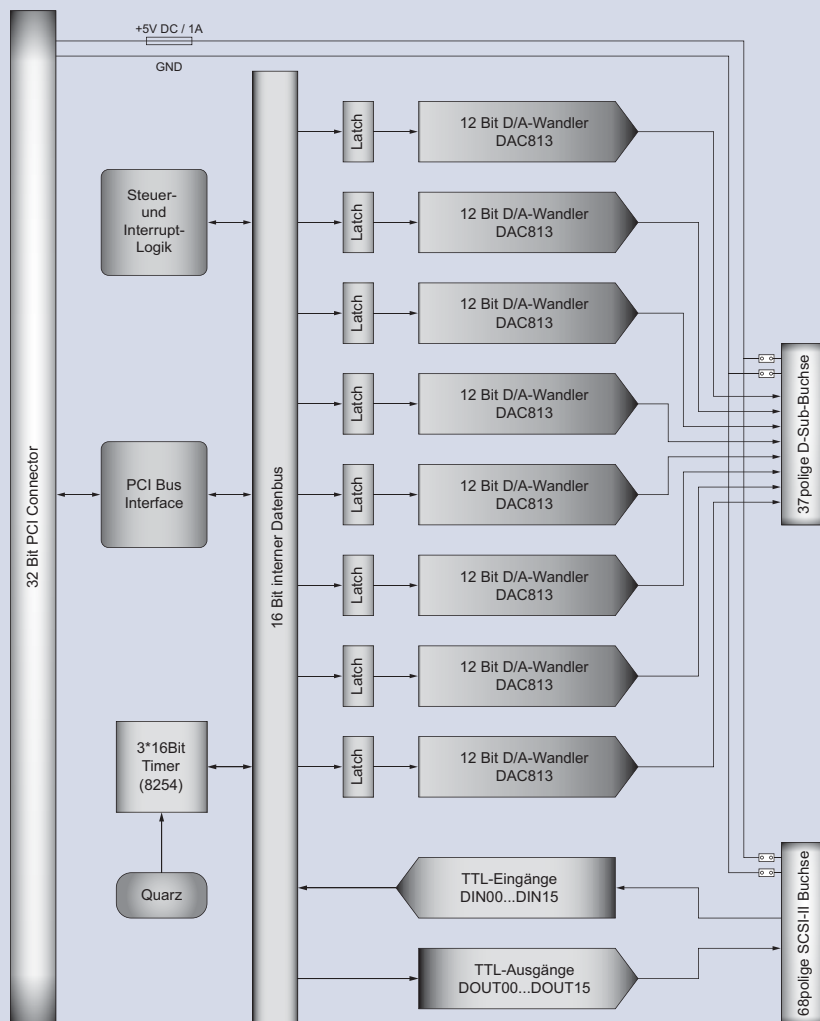 +5V DC / 1A
GND
32 Bit PCI Connector
Steuer-
und
Interrupt-
Logik
PCI Bus
Interface
3*16Bit
Timer
(8254)
Quarz
16 Bit interner Datenbus
Latch
12 Bit D/A-Wandler
DAC813
Latch
12 Bit D/A-Wandler
DAC813
Latch
12 Bit D/A-Wandler
DAC813
Latch
12 Bit D/A-Wandler
DAC813
Latch
12 Bit D/A-Wandler
DAC813
Latch
12 Bit D/A-Wandler
DAC813
Latch
12 Bit D/A-Wandler
DAC813
Latch
12 Bit D/A-Wandler
DAC813
TTL-Eingänge
DIN00...DIN15
TTL-Ausgänge
DOUT00...DOUT15
37polige D-Sub-Buchse
68polige SCSI-II Buchse